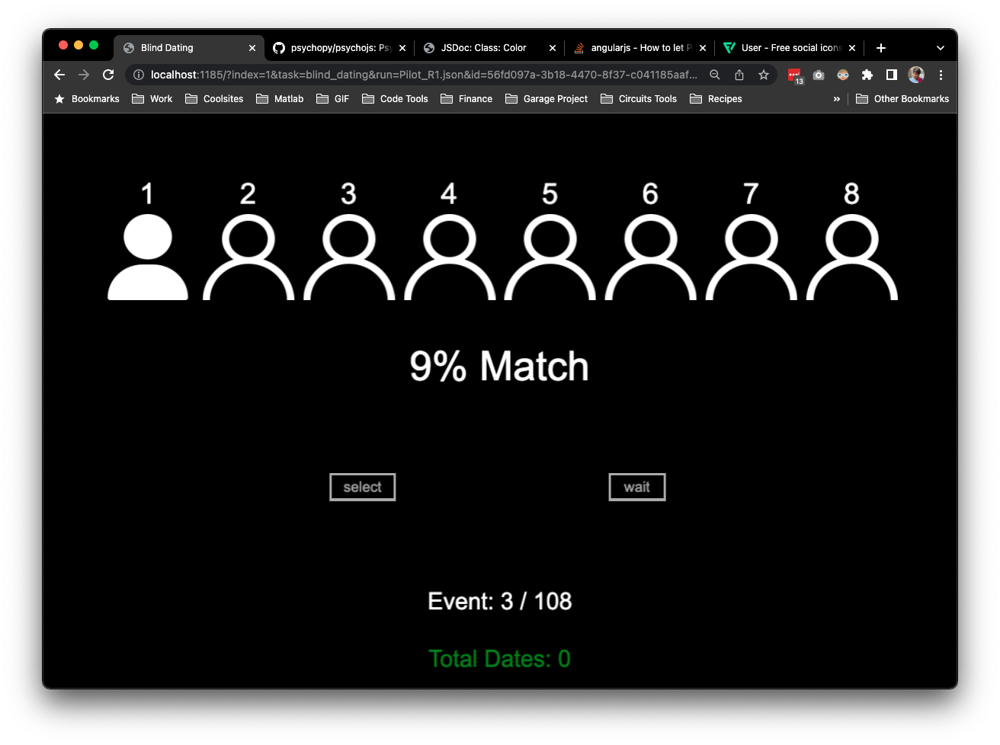 Blind Dating
psychopy/psychojs: Psy
JSDoc: Class: Color
angularjs - How to let P
User - Free social icons
localhost:1185/?index=1&task=blind_dating&run=Pilot_R1.json&id=56fd097a-3b18-4470-8f37-c041185aaf...
13
Bookmarks Work Coolsites Matlab GIF Code Tools Finance Garage Project Circuits Tools Recipes » Other Bookmarks
1 2 3 4 5 6 7 8
9% Match
select wait
Event: 3 / 108
Total Dates: 0